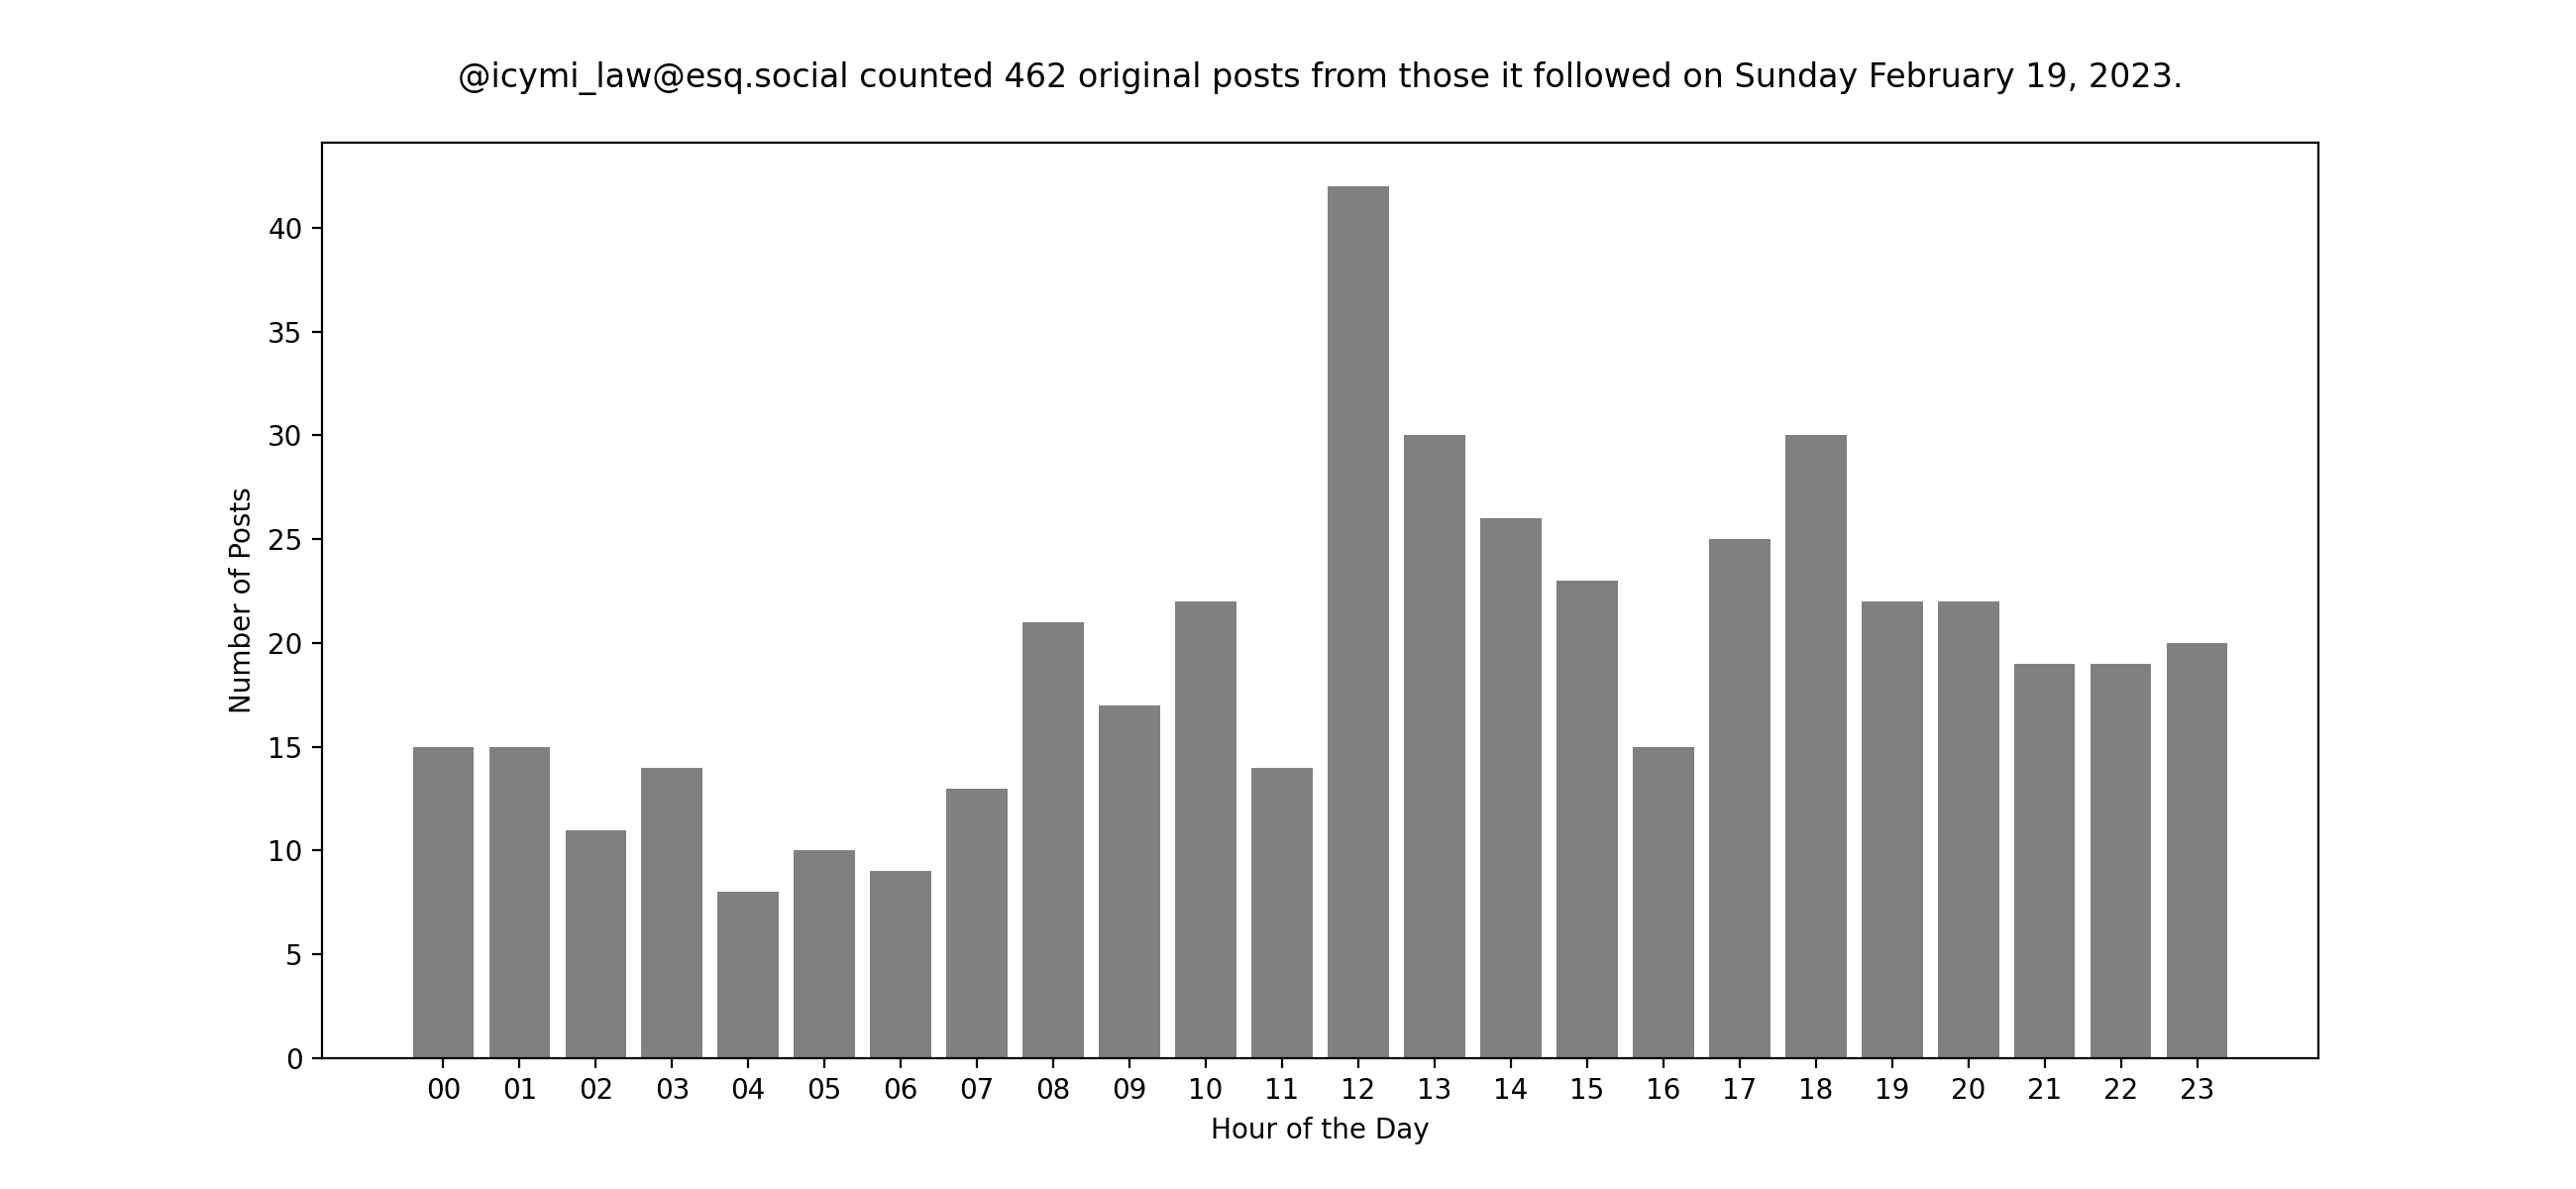 @icymi_law@esq.social counted 462 original posts from those it followed on Sunday February 19, 2023.
Number of Posts
40
35
30
25
20
15
10
5
0
00 01 02 03 04 05 06 07 08 09 10 11 12 13 14 15 16 17 18 19 20 21 22 23
Hour of the Day